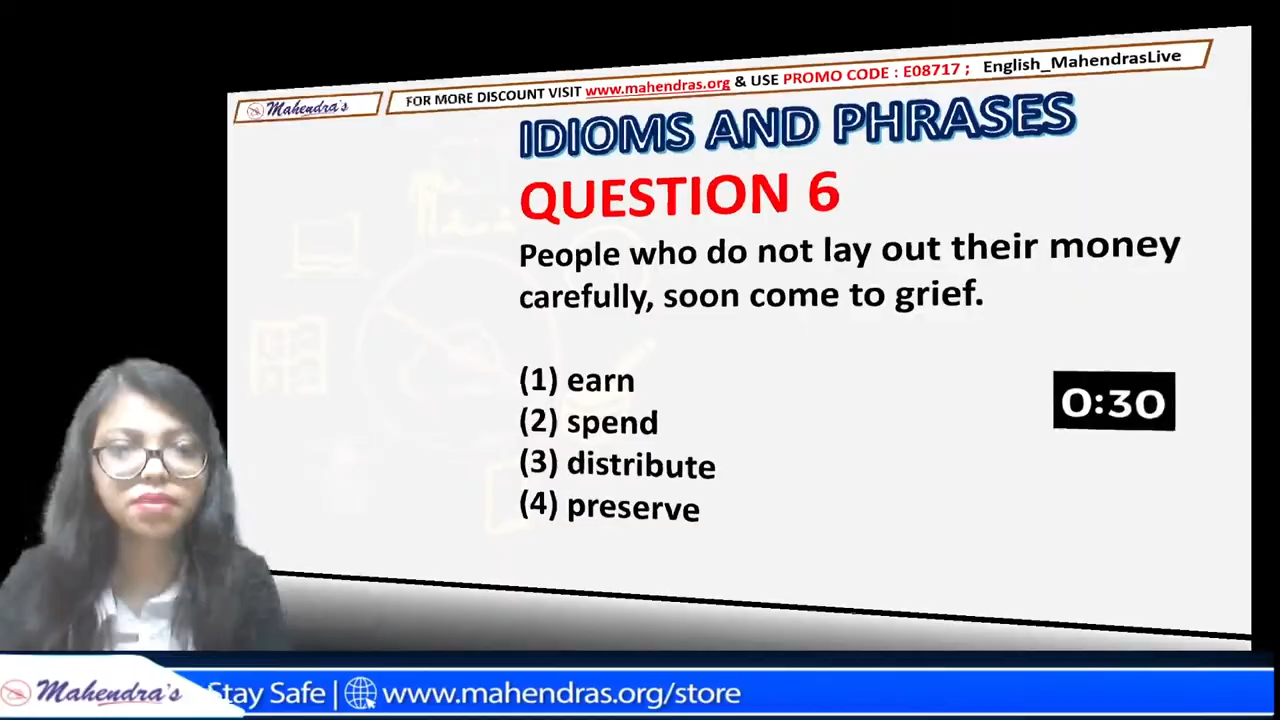 Mahendra's
FOR MORE DISCOUNT VISIT www.mahendras.org & USE PROMO CODE : E08717 ; English_MahendrasLive
IDIOMS AND PHRASES
QUESTION 6
People who do not lay out their money
carefully, soon come to grief.
(1) earn
(2) spend
(3) distribute
(4) preserve
0:30
Mahendra's
Stay Safe | www.mahendras.org/store